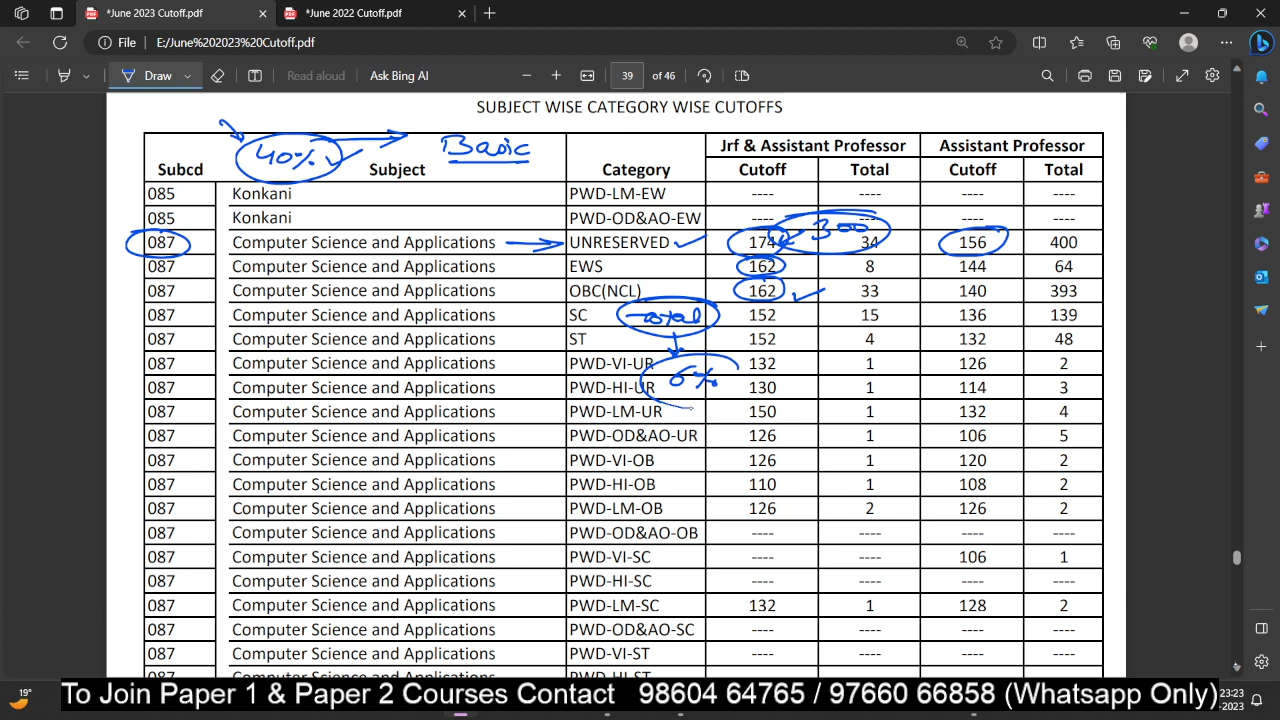 *June 2023 Cutoff.pdf
*June 2022 Cutoff.pdf
File E:/June%202023%20Cutoff.pdf
Draw
Read aloud
Ask Bing AI
39 of 46
SUBJECT WISE CATEGORY WISE CUTOFFS
40% Basic
Jrf & Assistant Professor Assistant Professor
Subcd Subject Category Cutoff Total Cutoff Total
085 Konkani PWD-LM-EW ---- ---- ---- ----
085 Konkani PWD-OD&AO-EW ---- ---- ---- ----
087 Computer Science and Applications UNRESERVED 174 300 34 156 400
087 Computer Science and Applications EWS 162 8 144 64
087 Computer Science and Applications OBC(NCL) 162 33 140 393
087 Computer Science and Applications SC total 152 15 136 139
087 Computer Science and Applications ST 152 4 132 48
087 Computer Science and Applications PWD-VI-UR 132 1 126 2
087 Computer Science and Applications PWD-HI-UR 6% 130 1 114 3
087 Computer Science and Applications PWD-LM-UR 150 1 132 4
087 Computer Science and Applications PWD-OD&AO-UR 126 1 106 5
087 Computer Science and Applications PWD-VI-OB 126 1 120 2
087 Computer Science and Applications PWD-HI-OB 110 1 108 2
087 Computer Science and Applications PWD-LM-OB 126 2 126 2
087 Computer Science and Applications PWD-OD&AO-OB ---- ---- ---- ----
087 Computer Science and Applications PWD-VI-SC ---- ---- 106 1
087 Computer Science and Applications PWD-HI-SC ---- ---- ---- ----
087 Computer Science and Applications PWD-LM-SC 132 1 128 2
087 Computer Science and Applications PWD-OD&AO-SC ---- ---- ---- ----
087 Computer Science and Applications PWD-VI-ST ---- ---- ---- ----
087 Computer Science and Applications PWD-HI-ST
19°
23:23
-2023
To Join Paper 1 & Paper 2 Courses Contact 98604 64765 / 97660 66858 (Whatsapp Only)